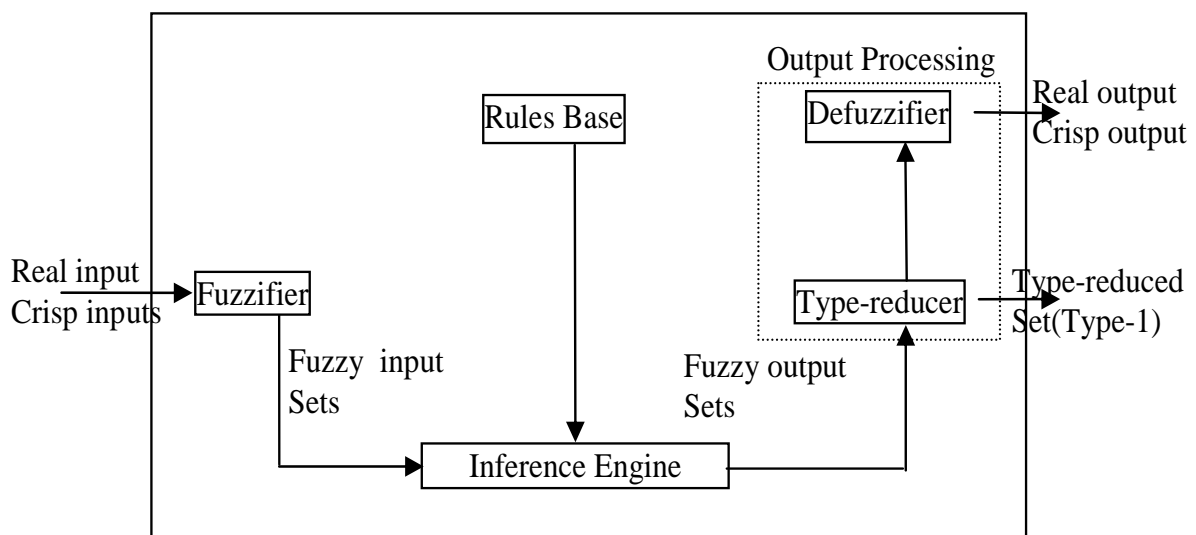 Output Processing
Rules Base
Defuzzifier
Real output
Crisp output
Real input
Crisp inputs
Fuzzifier
Type-reducer
Type-reduced
Set(Type-1)
Fuzzy input
Sets
Fuzzy output
Sets
Inference Engine